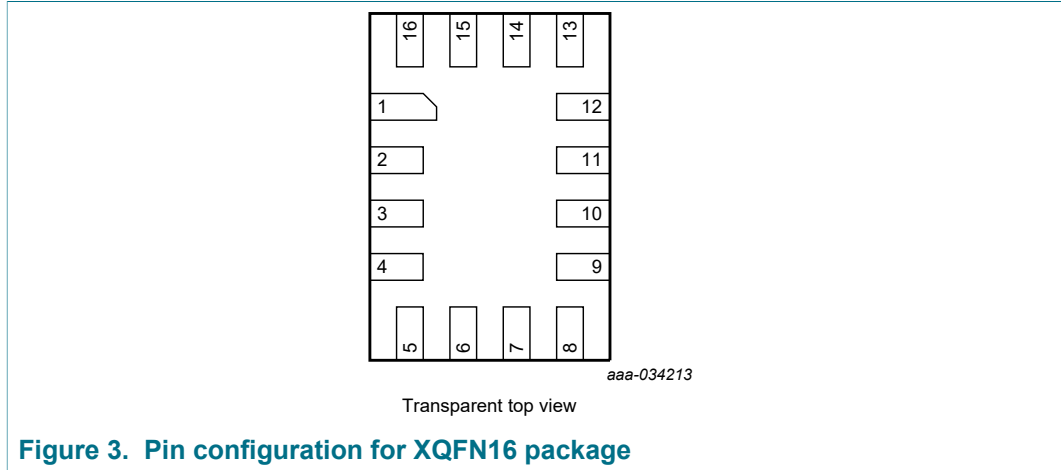 16 15 14 13
1 12
2 11
3 10
4 9
5 6 7 8
aaa-034213
Transparent top view
Figure 3. Pin configuration for XQFN16 package